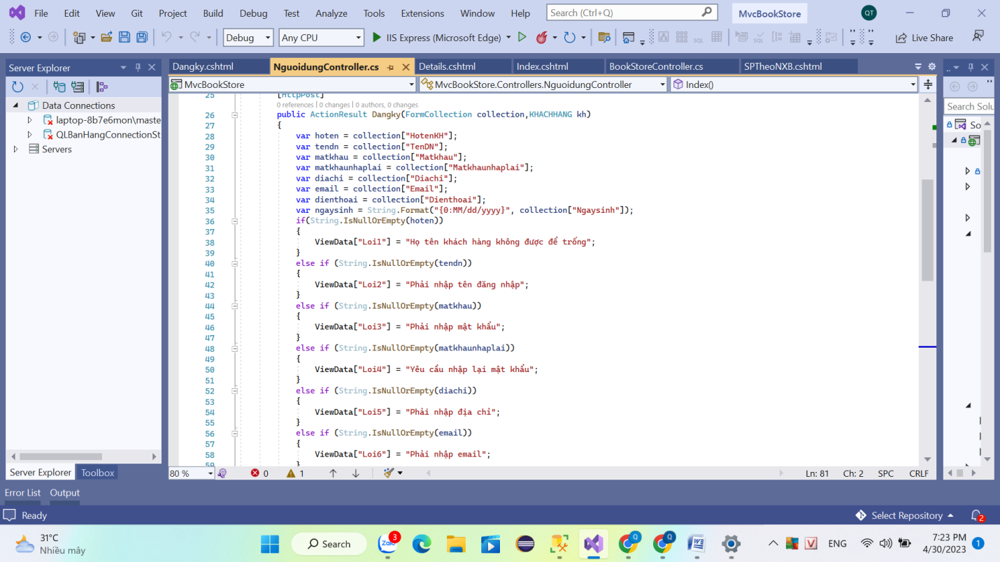 File Edit View Git Project Build Debug Test Analyze Tools Extensions Window Help Search (Ctrl+Q) MvcBookStore QT
Debug Any CPU IIS Express (Microsoft Edge) Live Share
Server Explorer
Data Connections
laptop-8b7e6mon\maste
QLBanHangConnectionSt
Servers
Dangky.cshtml NguoidungController.cs Details.cshtml Index.cshtml BookStoreController.cs SPTheoNXB.cshtml
MvcBookStore MvcBookStore.Controllers.NguoidungController Index()
25 [HttpPost]
0 references | 0 changes | 0 authors, 0 changes
26 public ActionResult Dangky(FormCollection collection,KHACHHANG kh)
27 {
28 var hoten = collection["HotenKH"];
29 var tendn = collection["TenDN"];
30 var matkhau = collection["Matkhau"];
31 var matkhaunhaplai = collection["Matkhaunhaplai"];
32 var diachi = collection["Diachi"];
33 var email = collection["Email"];
34 var dienthoai = collection["Dienthoai"];
35 var ngaysinh = String.Format("{0:MM/dd/yyyy}", collection["Ngaysinh"]);
36 if(String.IsNullOrEmpty(hoten))
37 {
38 ViewData["Loi1"] = "Họ tên khách hàng không được để trống";
39 }
40 else if (String.IsNullOrEmpty(tendn))
41 {
42 ViewData["Loi2"] = "Phải nhập tên đăng nhập";
43 }
44 else if (String.IsNullOrEmpty(matkhau))
45 {
46 ViewData["Loi3"] = "Phải nhập mật khẩu";
47 }
48 else if (String.IsNullOrEmpty(matkhaunhaplai))
49 {
50 ViewData["Loi4"] = "Yêu cầu nhập lại mật khẩu";
51 }
52 else if (String.IsNullOrEmpty(diachi))
53 {
54 ViewData["Loi5"] = "Phải nhập địa chỉ";
55 }
56 else if (String.IsNullOrEmpty(email))
57 {
58 ViewData["Loi6"] = "Phải nhập email";
59 }
Search Solu
So
Server Explorer Toolbox
80 % 0 1 Ln: 81 Ch: 2 SPC CRLF
Error List Output
Ready Select Repository 2
31°C
Nhiều mây
Search Zalo 3 Q Q ENG
7:23 PM
4/30/2023 1